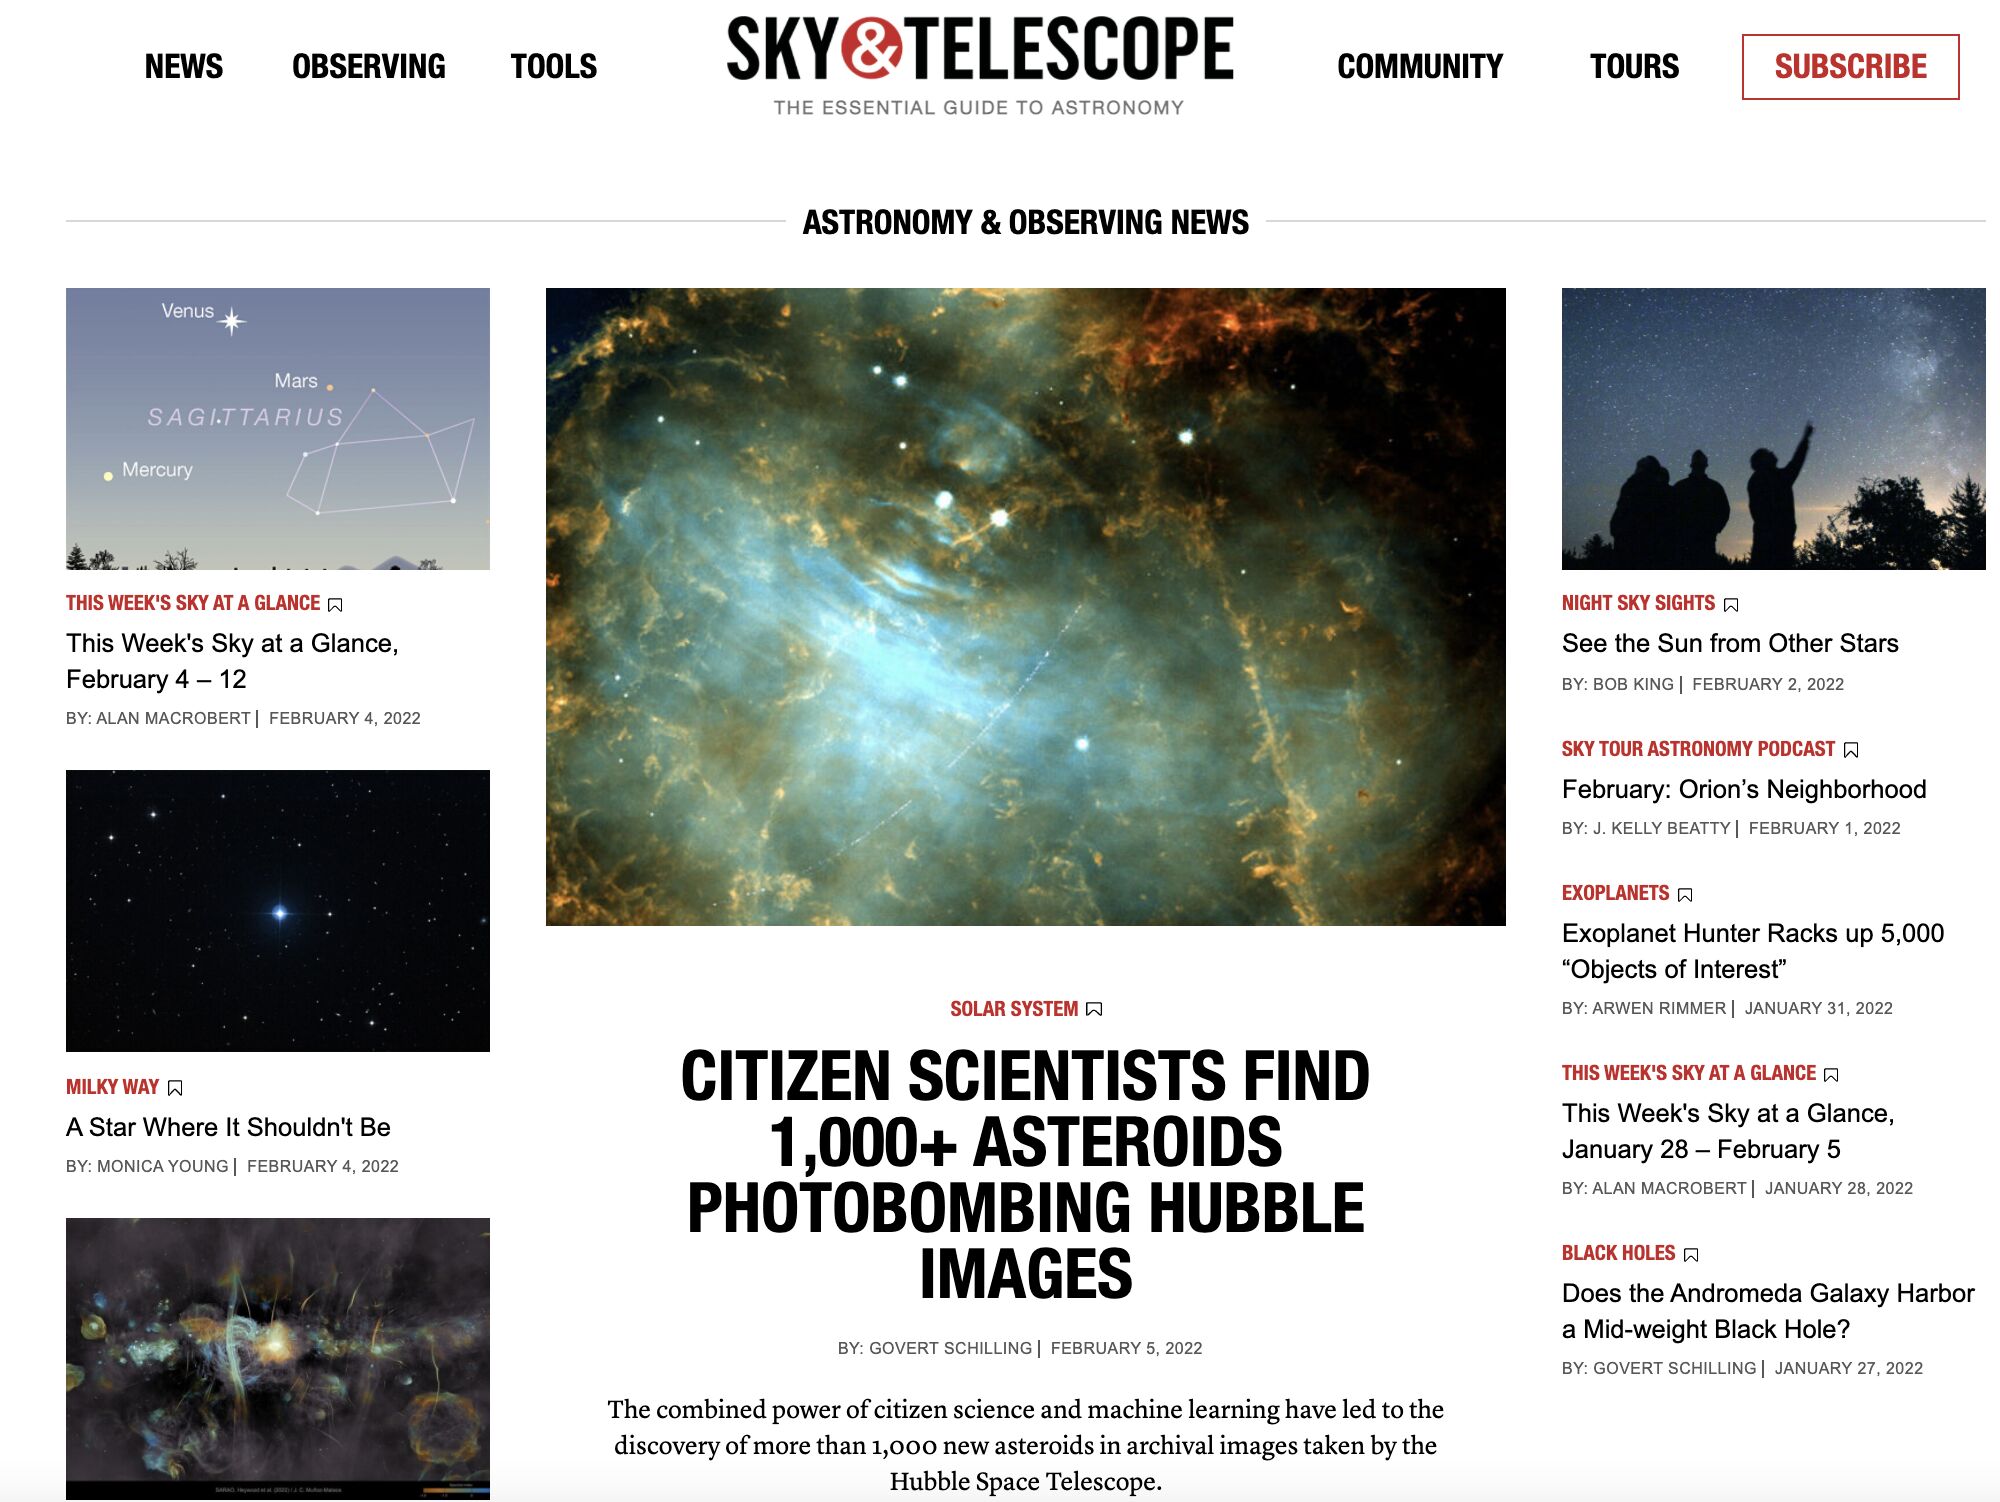 NEWS
OBSERVING
TOOLS
SKY&TELESCOPE
THE ESSENTIAL GUIDE TO ASTRONOMY
COMMUNITY
TOURS
SUBSCRIBE
ASTRONOMY & OBSERVING NEWS
Venus
Mars
SAGITTARIUS
Mercury
THIS WEEK'S SKY AT A GLANCE
This Week's Sky at a Glance,
February 4 – 12
BY: ALAN MACROBERT | FEBRUARY 4, 2022
MILKY WAY
A Star Where It Shouldn't Be
BY: MONICA YOUNG | FEBRUARY 4, 2022
SOLAR SYSTEM
CITIZEN SCIENTISTS FIND
1,000+ ASTEROIDS
PHOTOBOMBING HUBBLE
IMAGES
BY: GOVERT SCHILLING | FEBRUARY 5, 2022
The combined power of citizen science and machine learning have led to the
discovery of more than 1,000 new asteroids in archival images taken by the
Hubble Space Telescope.
NIGHT SKY SIGHTS
See the Sun from Other Stars
BY: BOB KING | FEBRUARY 2, 2022
SKY TOUR ASTRONOMY PODCAST
February: Orion’s Neighborhood
BY: J. KELLY BEATTY | FEBRUARY 1, 2022
EXOPLANETS
Exoplanet Hunter Racks up 5,000
“Objects of Interest”
BY: ARWEN RIMMER | JANUARY 31, 2022
THIS WEEK'S SKY AT A GLANCE
This Week's Sky at a Glance,
January 28 – February 5
BY: ALAN MACROBERT | JANUARY 28, 2022
BLACK HOLES
Does the Andromeda Galaxy Harbor
a Mid-weight Black Hole?
BY: GOVERT SCHILLING | JANUARY 27, 2022